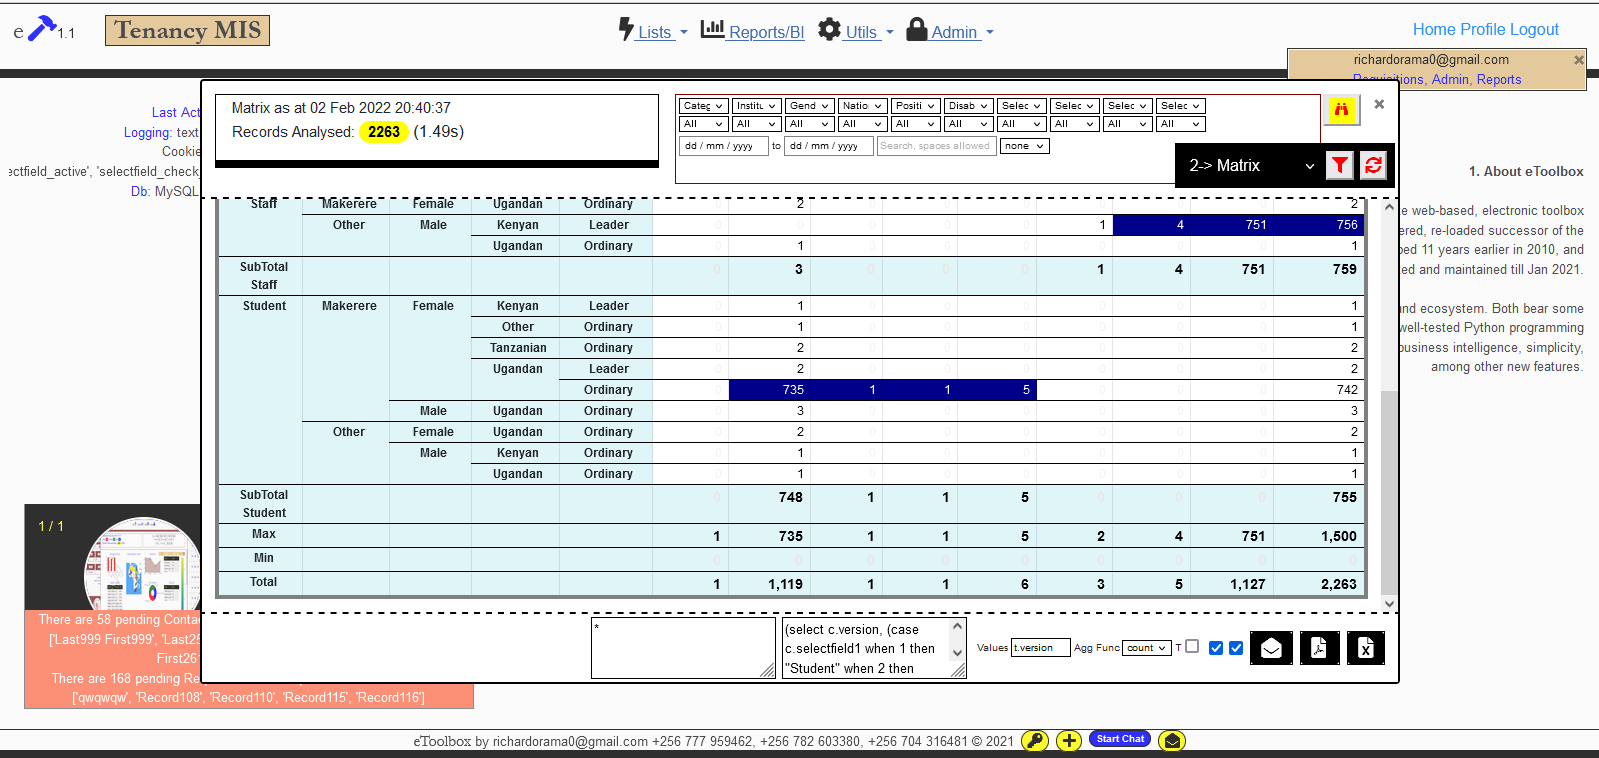 e 1.1
Tenancy MIS
Lists Reports/BI Utils Admin
Home Profile Logout
richardorama0@gmail.com ×
Requisitions, Admin, Reports
Last Act
Logging: text
Cookie
ectfield_active', 'selectfield_check_
Db: MySQL
Matrix as at 02 Feb 2022 20:40:37
Records Analysed: 2263 (1.49s)
Categ Institu Gend Nation Positi Disab Selec Selec Selec Selec
All All All All All All All All All All
dd / mm / yyyy to dd / mm / yyyy Search, spaces allowed none
×
2-> Matrix
1. About eToolbox
e web-based, electronic toolbox
ered, re-loaded successor of the
ped 11 years earlier in 2010, and
ted and maintained till Jan 2021.
nd ecosystem. Both bear some
well-tested Python programming
business intelligence, simplicity,
among other new features.
Staff Makerere Female Ugandan Ordinary 0 2 0 0 0 0 0 0 2
Other Male Kenyan Leader 0 0 0 0 0 1 4 751 756
Ugandan Ordinary 0 1 0 0 0 0 0 0 1
SubTotal Staff 0 3 0 0 0 1 4 751 759
Student Makerere Female Kenyan Leader 0 1 0 0 0 0 0 0 1
Other Ordinary 0 1 0 0 0 0 0 0 1
Tanzanian Ordinary 0 2 0 0 0 0 0 0 2
Ugandan Leader 0 2 0 0 0 0 0 0 2
Ordinary 0 735 1 1 5 0 0 0 742
Male Ugandan Ordinary 0 3 0 0 0 0 0 0 3
Other Female Ugandan Ordinary 0 2 0 0 0 0 0 0 2
Male Kenyan Ordinary 0 1 0 0 0 0 0 0 1
Ugandan Ordinary 0 1 0 0 0 0 0 0 1
SubTotal Student 0 748 1 1 5 0 0 0 755
Max 1 735 1 1 5 2 4 751 1,500
Min 0 0 0 0 0 0 0 0 0
Total 1 1,119 1 1 6 3 5 1,127 2,263
1 / 1
There are 58 pending Conta
['Last999 First999', 'Last25
First261
There are 168 pending Re
['qwqwqw', 'Record108', 'Record110', 'Record115', 'Record116']
*
(select c.version, (case
c.selectfield1 when 1 then
"Student" when 2 then
Values t.version Agg Func count T
eToolbox by richardorama0@gmail.com +256 777 959462, +256 782 603380, +256 704 316481 © 2021 Start Chat